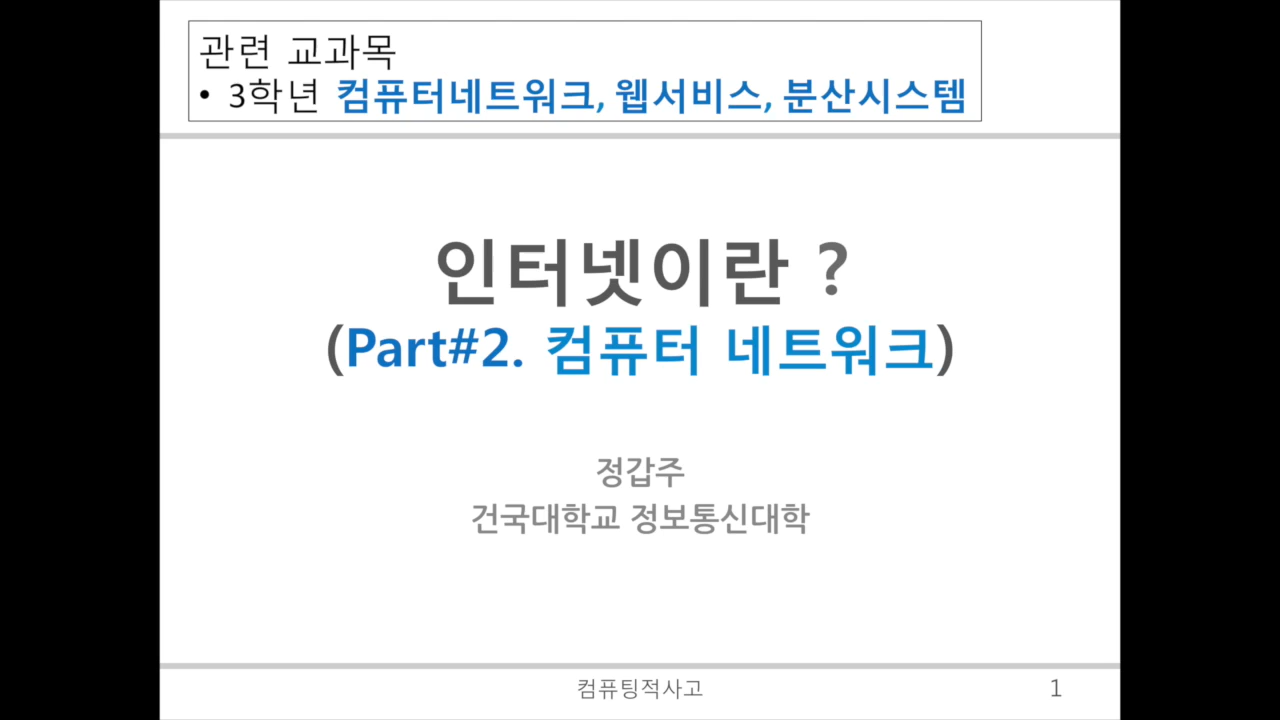 관련 교과목
• 3학년 컴퓨터네트워크, 웹서비스, 분산시스템
인터넷이란 ?
(Part#2. 컴퓨터 네트워크)
정갑주
건국대학교 정보통신대학
컴퓨팅적사고
1